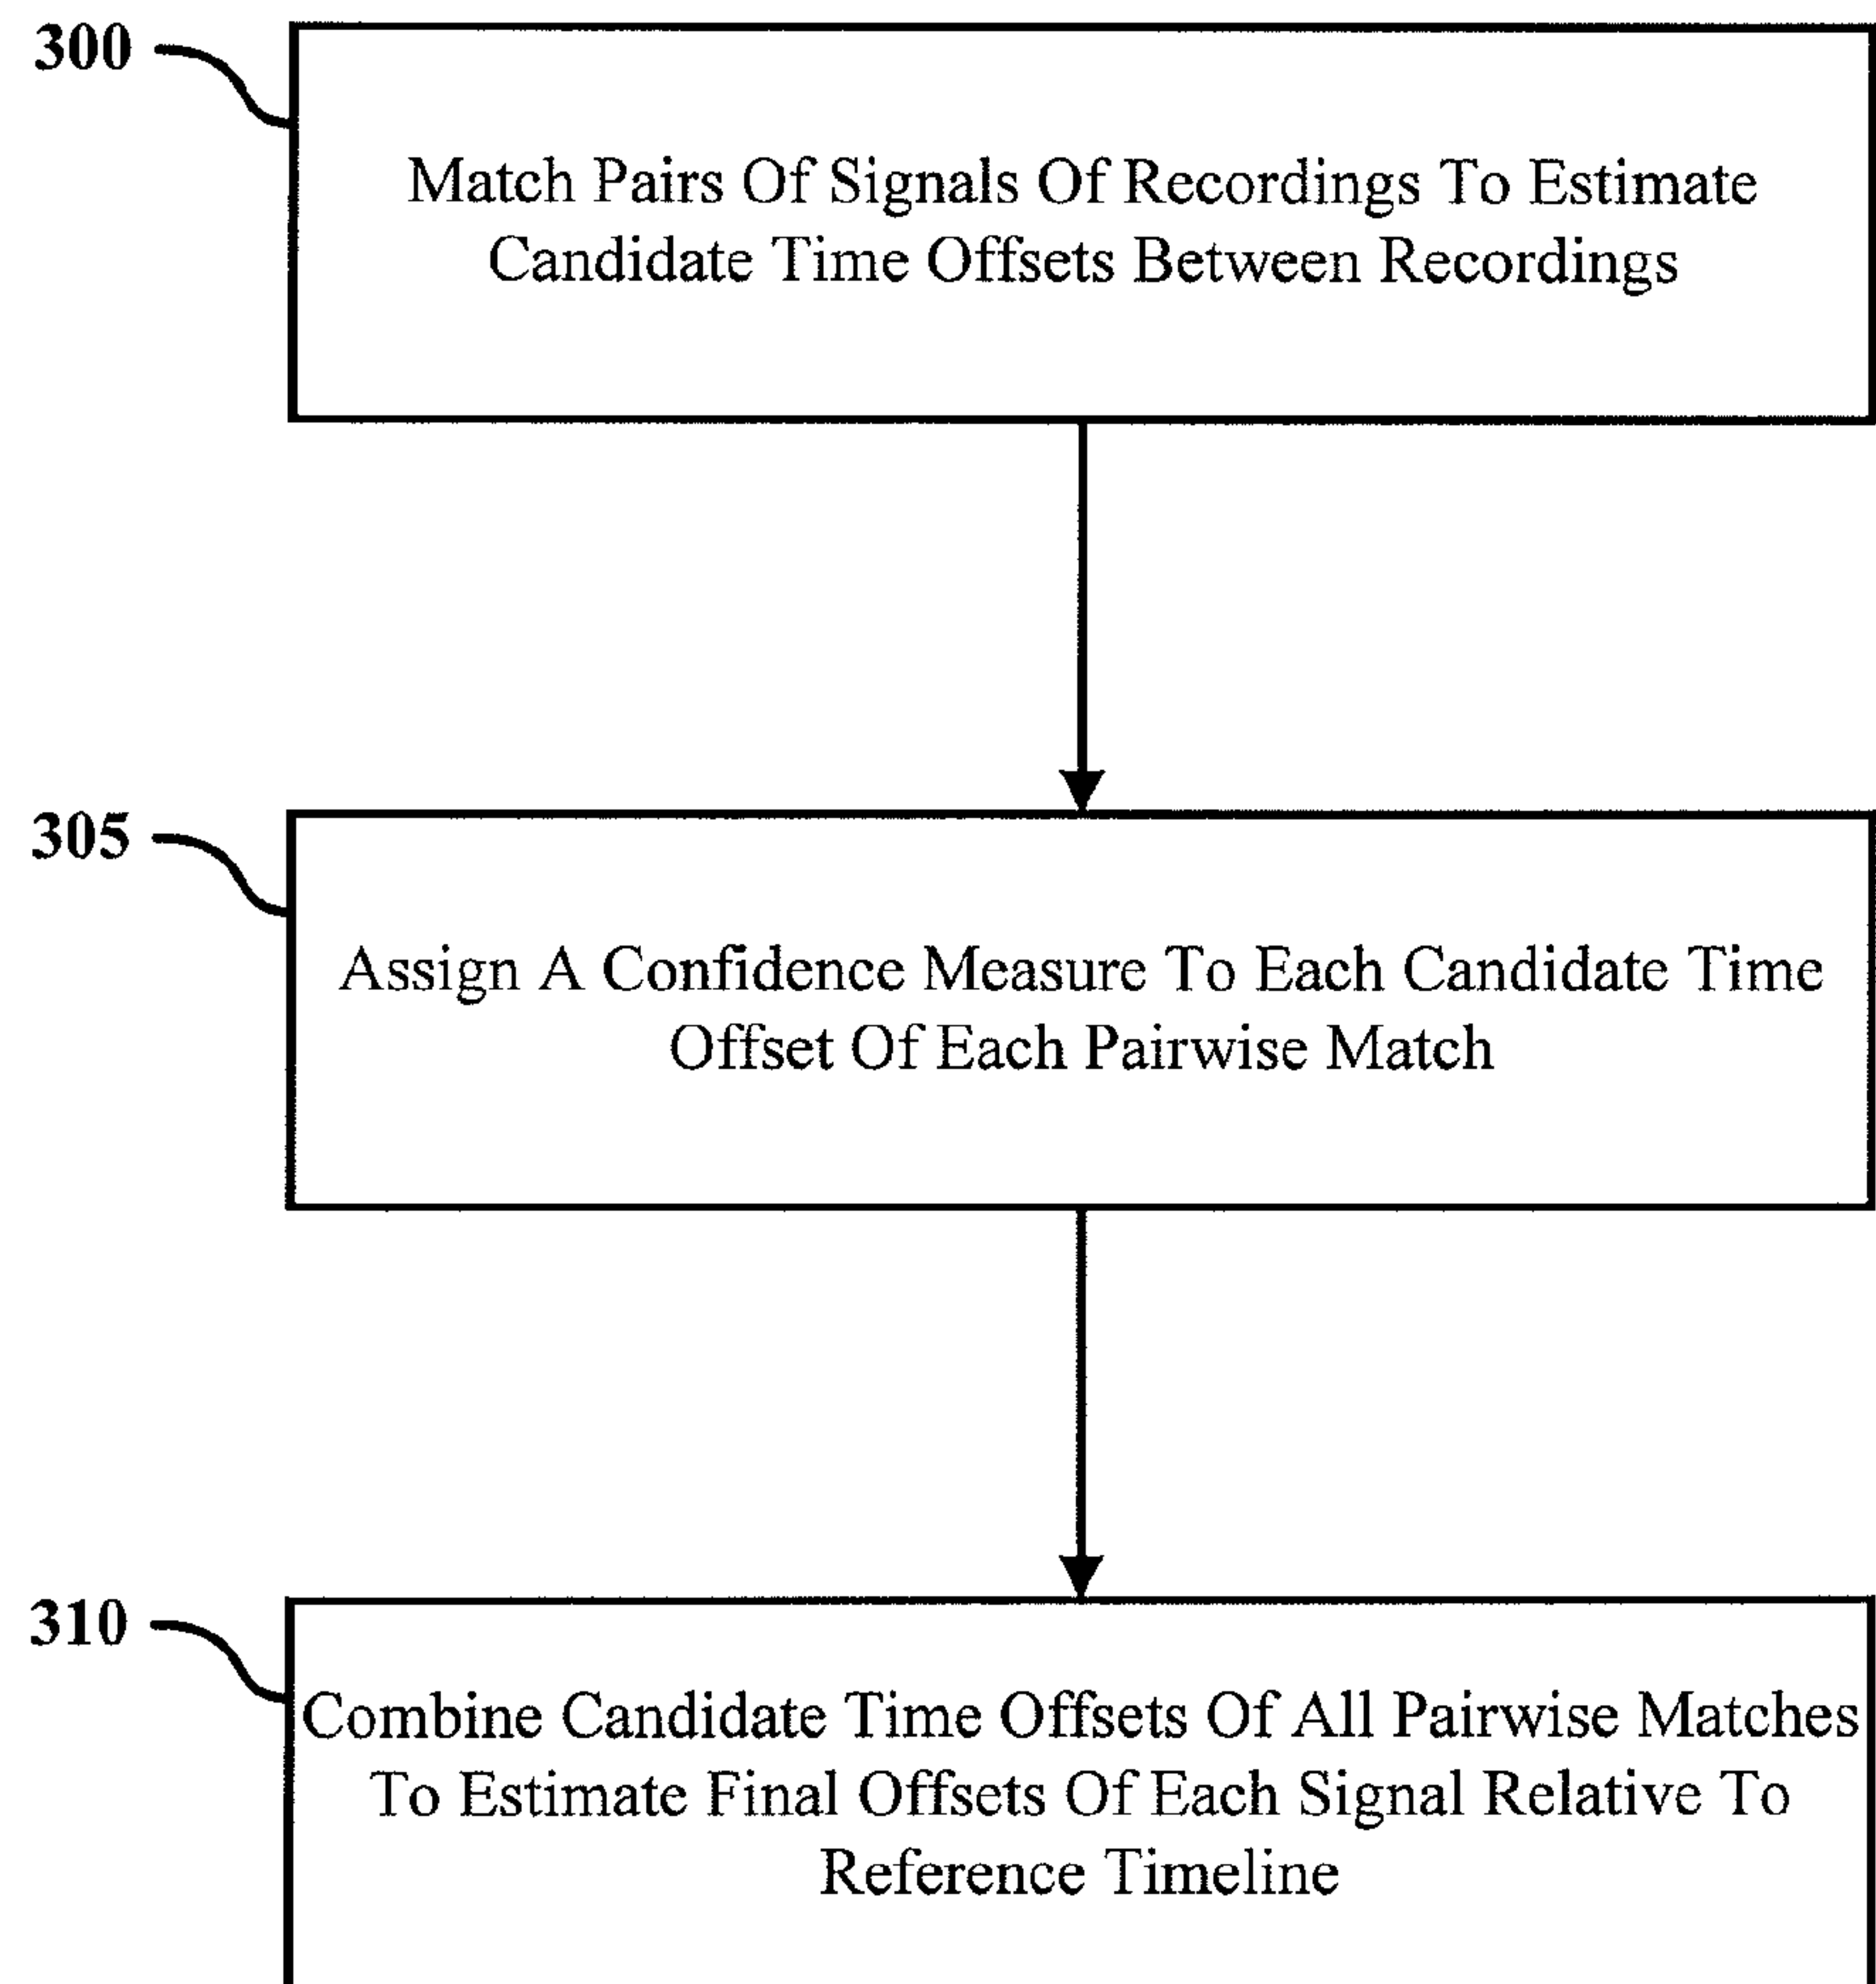 300
Match Pairs Of Signals Of Recordings To Estimate
Candidate Time Offsets Between Recordings
305
Assign A Confidence Measure To Each Candidate Time
Offset Of Each Pairwise Match
310
Combine Candidate Time Offsets Of All Pairwise Matches
To Estimate Final Offsets Of Each Signal Relative To
Reference Timeline